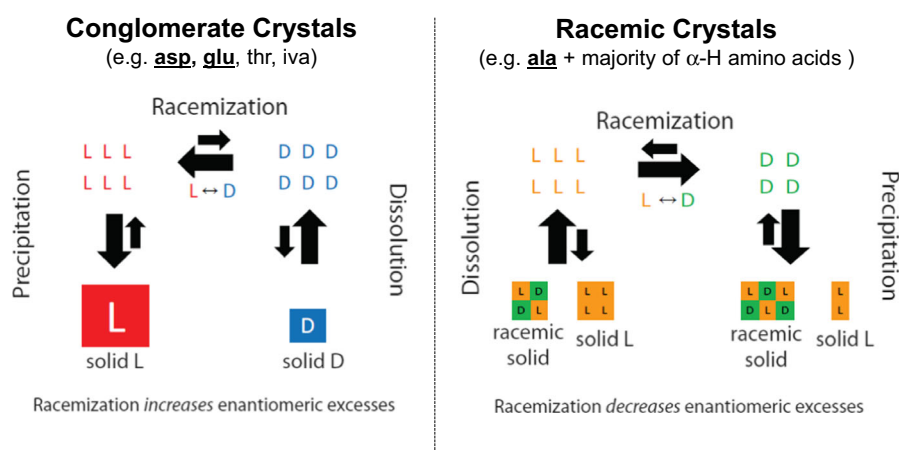 Conglomerate Crystals
(e.g. asp, glu, thr, iva)
Racemization
L L L
D D D
L L L
D D D
L ↔ D
Precipitation
Dissolution
L
D
solid L
solid D
Racemization increases enantiomeric excesses
Racemic Crystals
(e.g. ala + majority of α-H amino acids )
Racemization
L L L
D D
L L L
D D
L ↔ D
Dissolution
Precipitation
L D
L L
L D L
L
D L
L L
D L D
L
racemic
solid
solid L
racemic
solid
solid L
Racemization decreases enantiomeric excesses